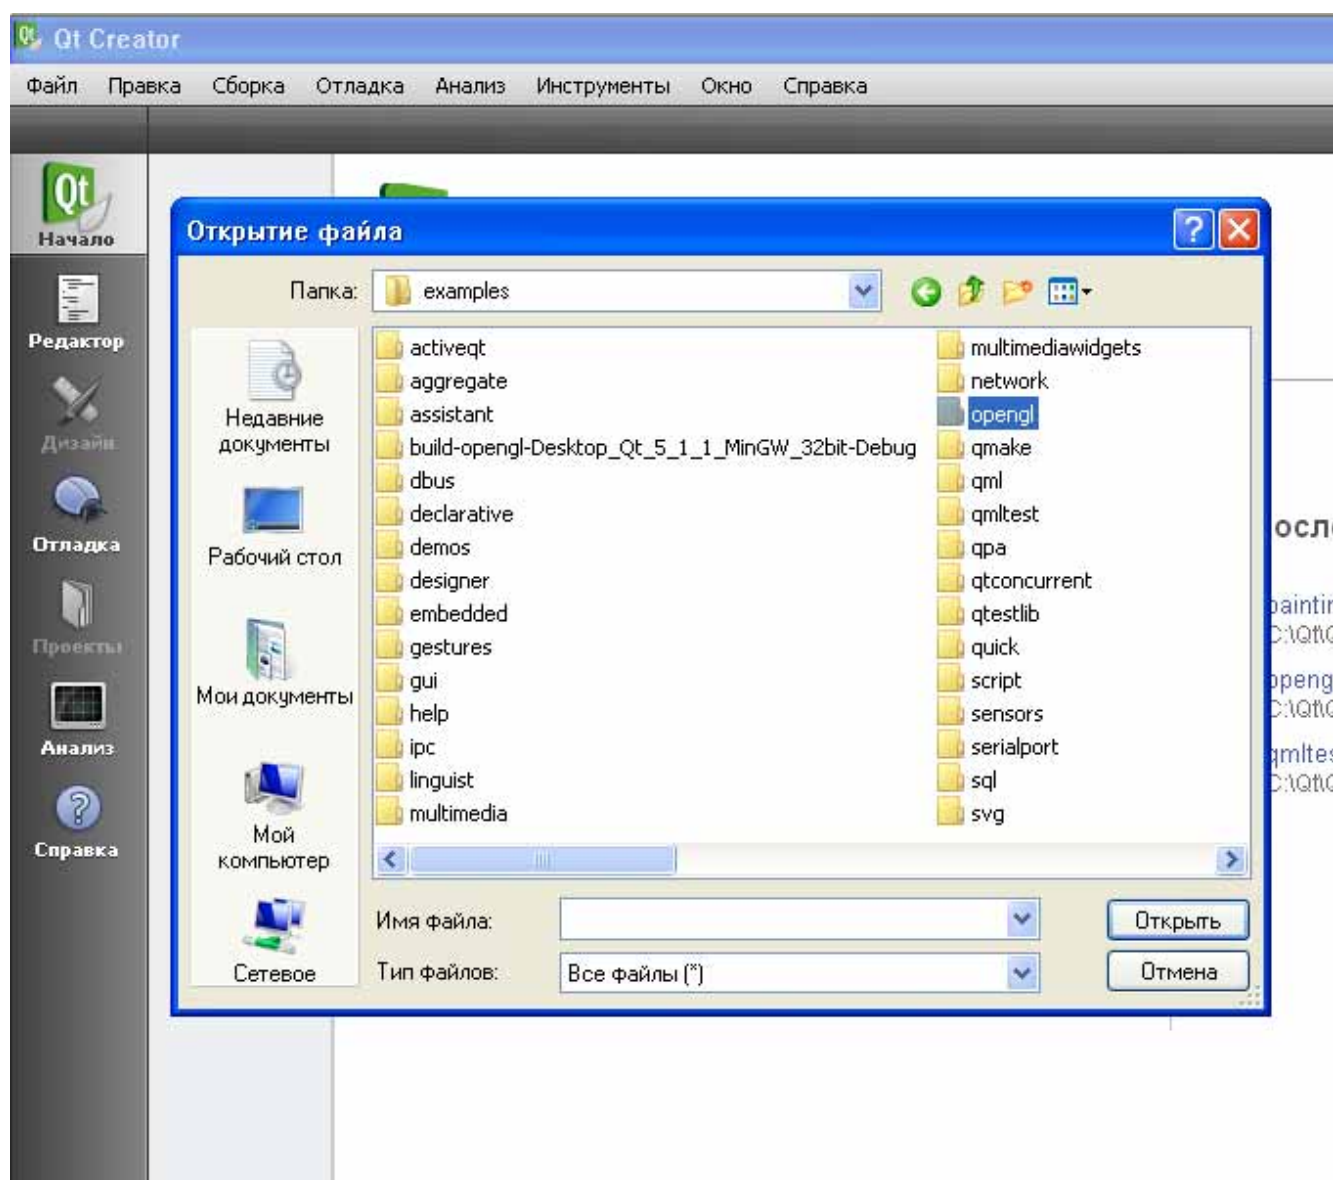 Qt Creator
Файл Правка Сборка Отладка Анализ Инструменты Окно Справка
Qt
Начало
Редактор
Дизайн
Отладка
Проекты
Анализ
Справка
Открытие файла
Папка: examples
Недавние
документы
Рабочий стол
Мои документы
Мой
компьютер
Сетевое
activeqt
aggregate
assistant
build-opengl-Desktop_Qt_5_1_1_MinGW_32bit-Debug
dbus
declarative
demos
designer
embedded
gestures
gui
help
ipc
linguist
multimedia
multimediawidgets
network
opengl
qmake
qml
qmltest
qpa
qtconcurrent
qtestlib
quick
script
sensors
serialport
sql
svg
Имя файла:
Открыть
Тип файлов: Все файлы (*)
Отмена